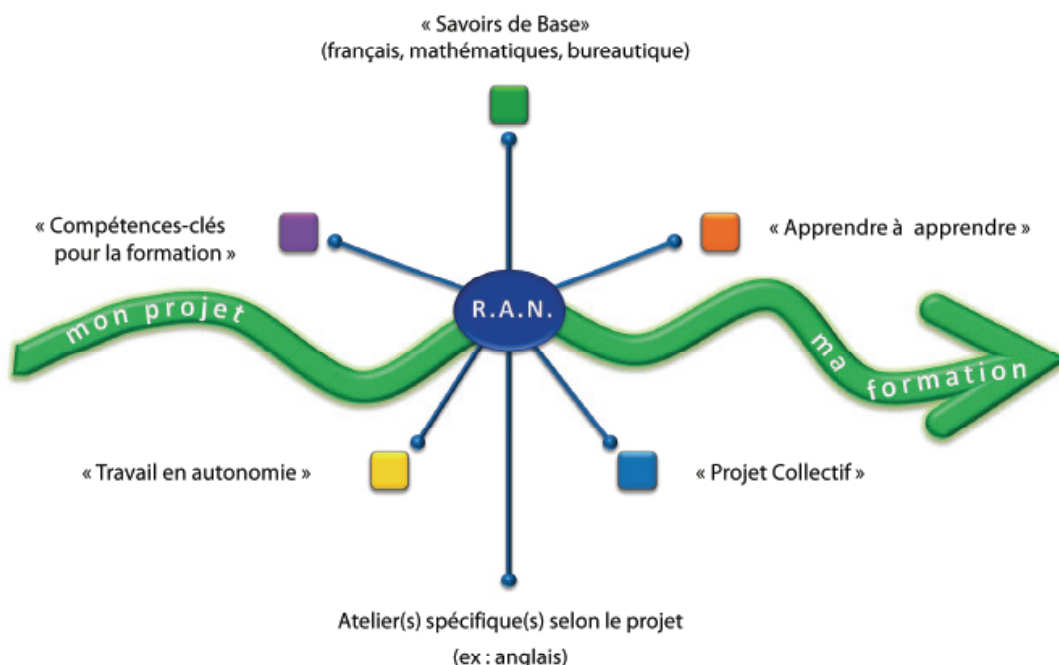 « Savoirs de Base»
(français, mathématiques, bureautique)
« Compétences-clés
pour la formation »
« Apprendre à apprendre »
R.A.N.
mon projet
ma formation
« Travail en autonomie »
« Projet Collectif »
Atelier(s) spécifique(s) selon le projet
(ex : anglais)